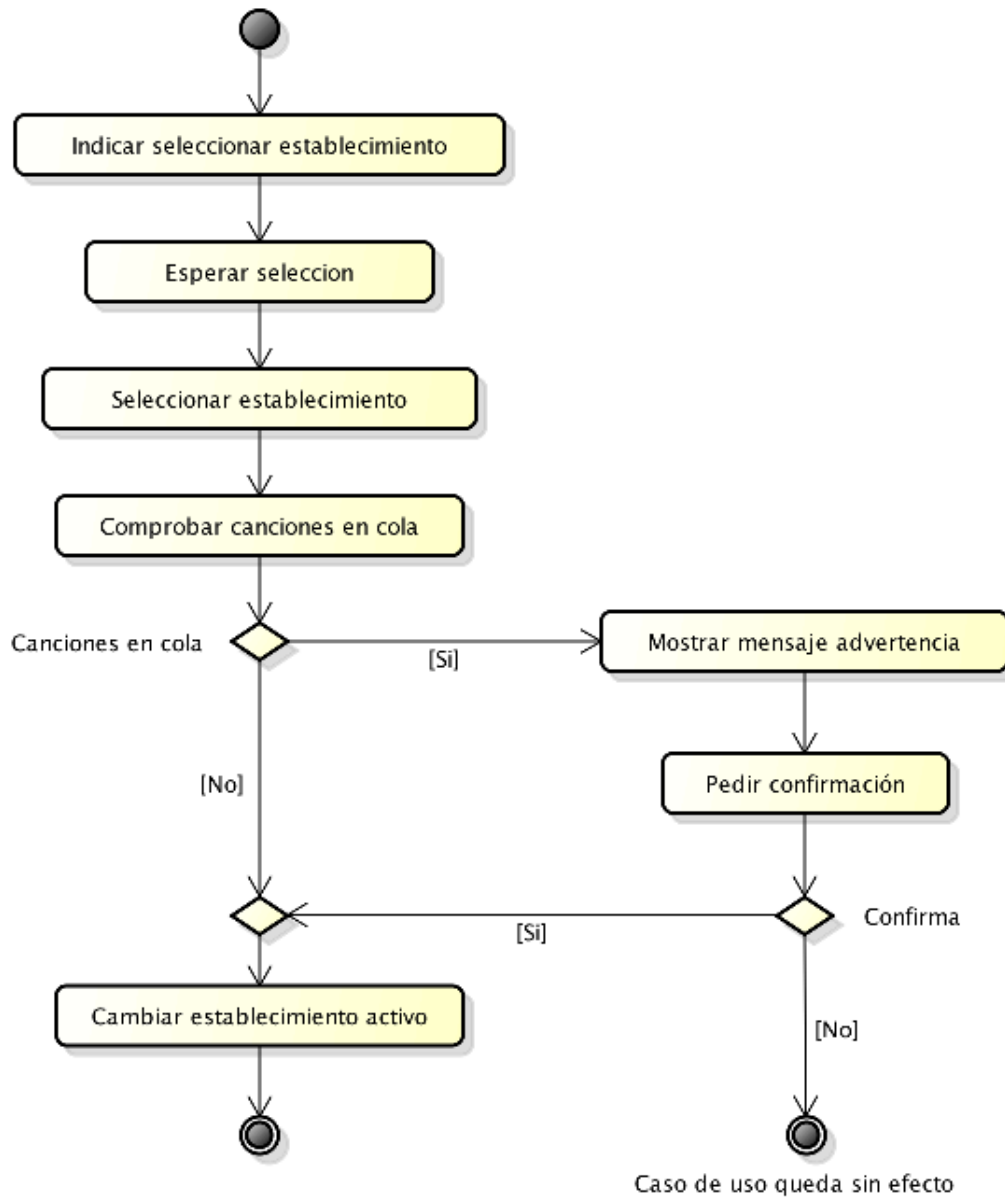 Indicar seleccionar establecimiento
Esperar seleccion
Seleccionar establecimiento
Comprobar canciones en cola
Canciones en cola
[Si]
Mostrar mensaje advertencia
Pedir confirmación
[No]
[Si]
Confirma
Cambiar establecimiento activo
[No]
Caso de uso queda sin efecto